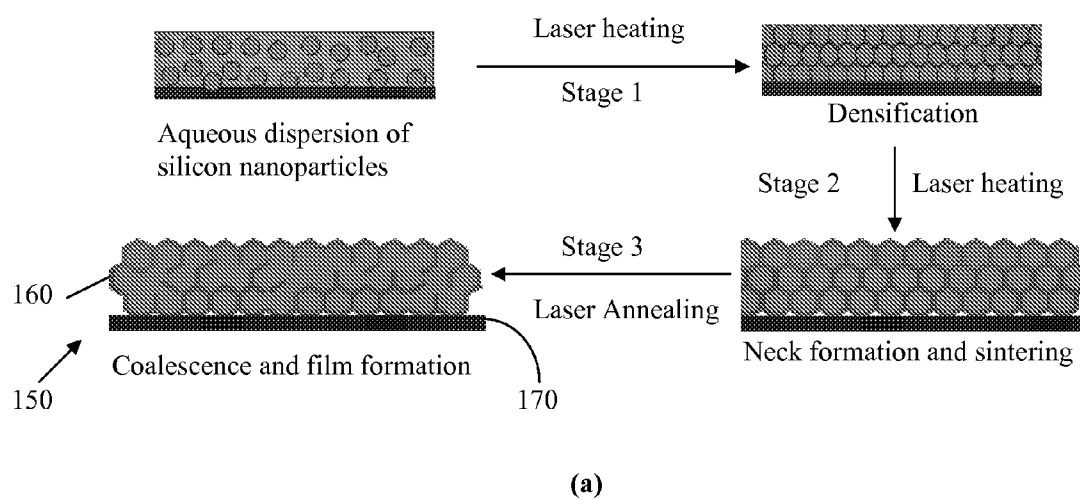 Laser heating
Stage 1
Aqueous dispersion of
silicon nanoparticles
Densification
Stage 2
Laser heating
Stage 3
Laser Annealing
160
Coalescence and film formation
Neck formation and sintering
150
170
(a)